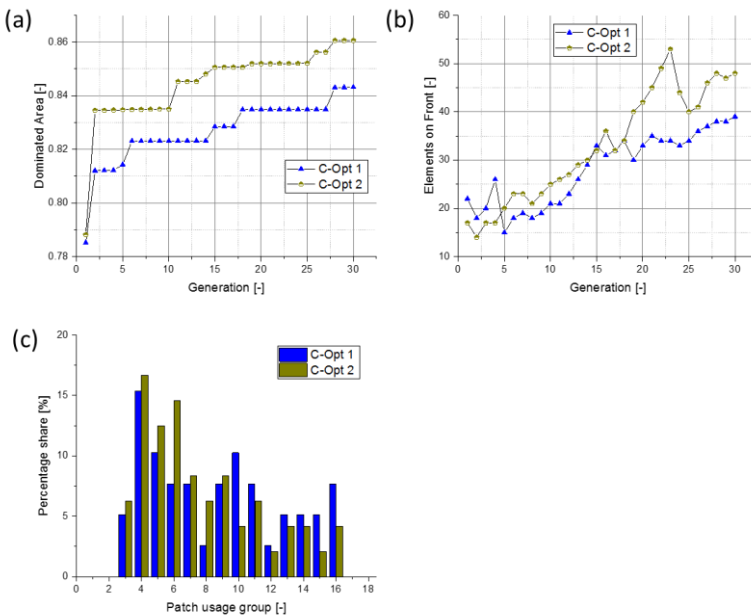 (a)
Dominated Area [-]
0.86
0.84
0.82
0.80
0.78
C-Opt 1
C-Opt 2
0 5 10 15 20 25 30
Generation [-]
(b)
Elements on Front [-]
60
50
40
30
20
10
C-Opt 1
C-Opt 2
0 5 10 15 20 25 30
Generation [-]
(c)
Percentage share [%]
20
15
10
5
0
C-Opt 1
C-Opt 2
0 2 4 6 8 10 12 14 16 18
Patch usage group [-]